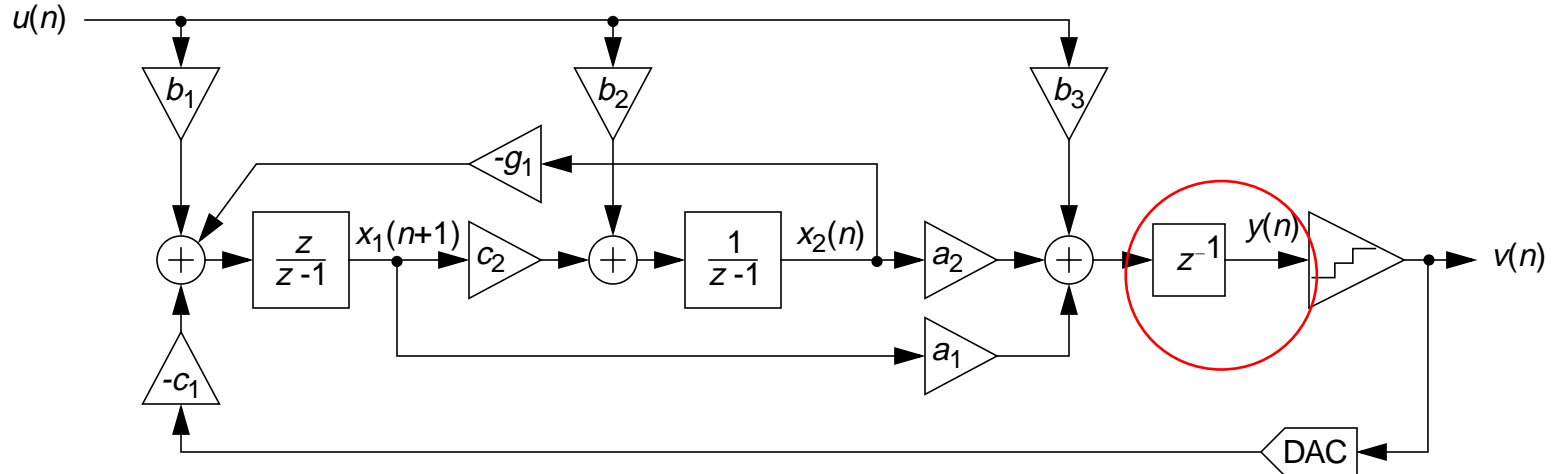 u(n)
b₁
b₂
b₃
-g₁
z
z -1
x₁(n+1)
c₂
1
z -1
x₂(n)
a₂
z⁻¹
y(n)
v(n)
a₁
-c₁
DAC